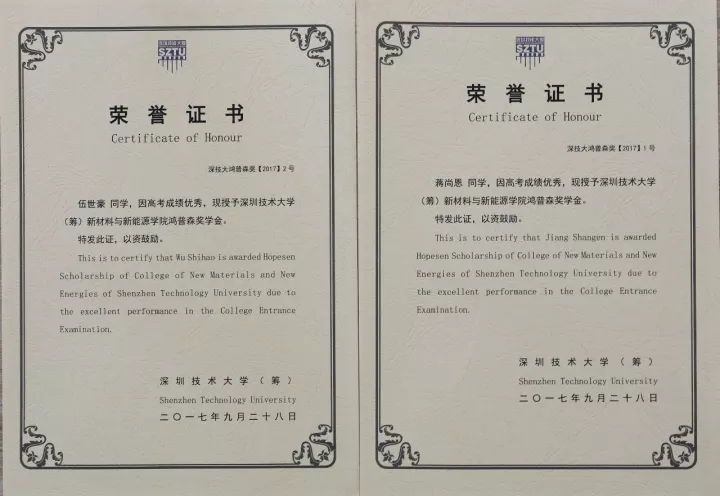 SZTU
荣誉证书
Certificate of Honour
深技大鸿普森奖【2017】2号
伍世豪 同学，因高考成绩优秀，现授予深圳技术大学
（筹）新材料与新能源学院鸿普森奖学金。
特发此证，以资鼓励。
This is to certify that Wu Shihao is awarded Hopesen
Scholarship of College of New Materials and New
Energies of Shenzhen Technology University due to
the excellent performance in the College Entrance
Examination.
深圳技术大学（筹）
Shenzhen Technology University
二〇一七年九月二十八日
SZTU
荣誉证书
Certificate of Honour
深技大鸿普森奖【2017】1号
蒋尚恩 同学，因高考成绩优秀，现授予深圳技术大学
（筹）新材料与新能源学院鸿普森奖学金。
特发此证，以资鼓励。
This is to certify that Jiang Shangen is awarded
Hopesen Scholarship of College of New Materials and New
Energies of Shenzhen Technology University due to
the excellent performance in the College Entrance
Examination.
深圳技术大学（筹）
Shenzhen Technology University
二〇一七年九月二十八日